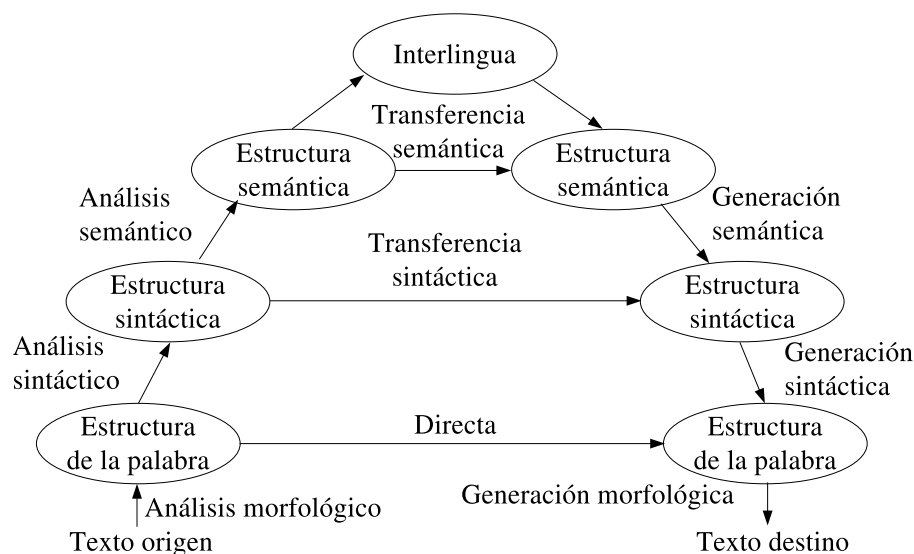 Interlingua
Transferencia
semántica
Estructura
semántica
Estructura
semántica
Análisis
semántico
Generación
semántica
Transferencia
sintáctica
Estructura
sintáctica
Estructura
sintáctica
Análisis
sintáctico
Generación
sintáctica
Directa
Estructura
de la palabra
Estructura
de la palabra
Análisis morfológico
Generación morfológica
Texto origen
Texto destino